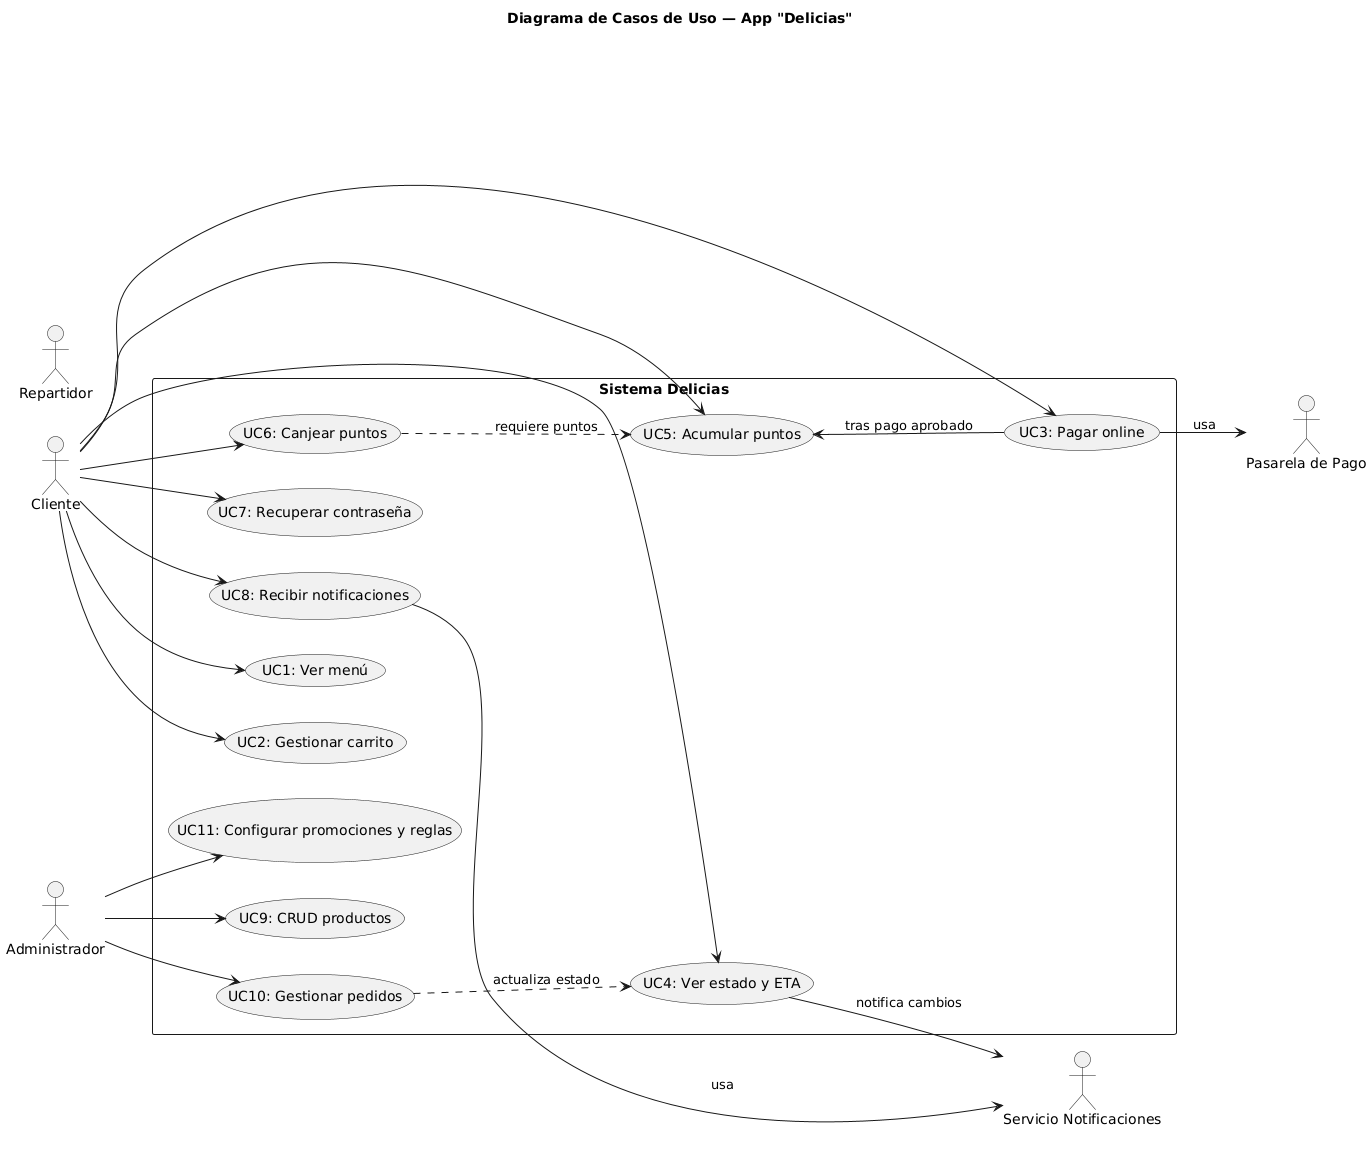 Diagrama de Casos de Uso — App "Delicias"
Repartidor
Sistema Delicias
UC6: Canjear puntos
requiere puntos
UC5: Acumular puntos
tras pago aprobado
UC3: Pagar online
usa
Pasarela de Pago
Cliente
UC7: Recuperar contraseña
UC8: Recibir notificaciones
UC1: Ver menú
UC2: Gestionar carrito
UC11: Configurar promociones y reglas
UC9: CRUD productos
Administrador
UC10: Gestionar pedidos
actualiza estado
UC4: Ver estado y ETA
notifica cambios
usa
Servicio Notificaciones